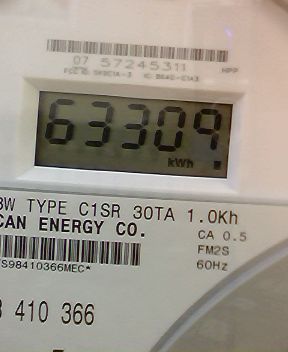 07 57245311
HPP
63309
kWh
3W TYPE C1SR 30TA 1.0Kh
CAN ENERGY CO.
CA 0.5
FM2S
60Hz
S98410366MEC*
410 366